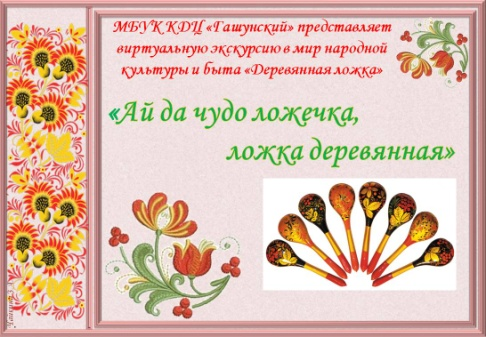 МБУК КДЦ «Гашунский» представляет
виртуальную экскурсию в мир народной
культуры и быта «Деревянная ложка»
«Ай да чудо ложечка,
ложка деревянная»